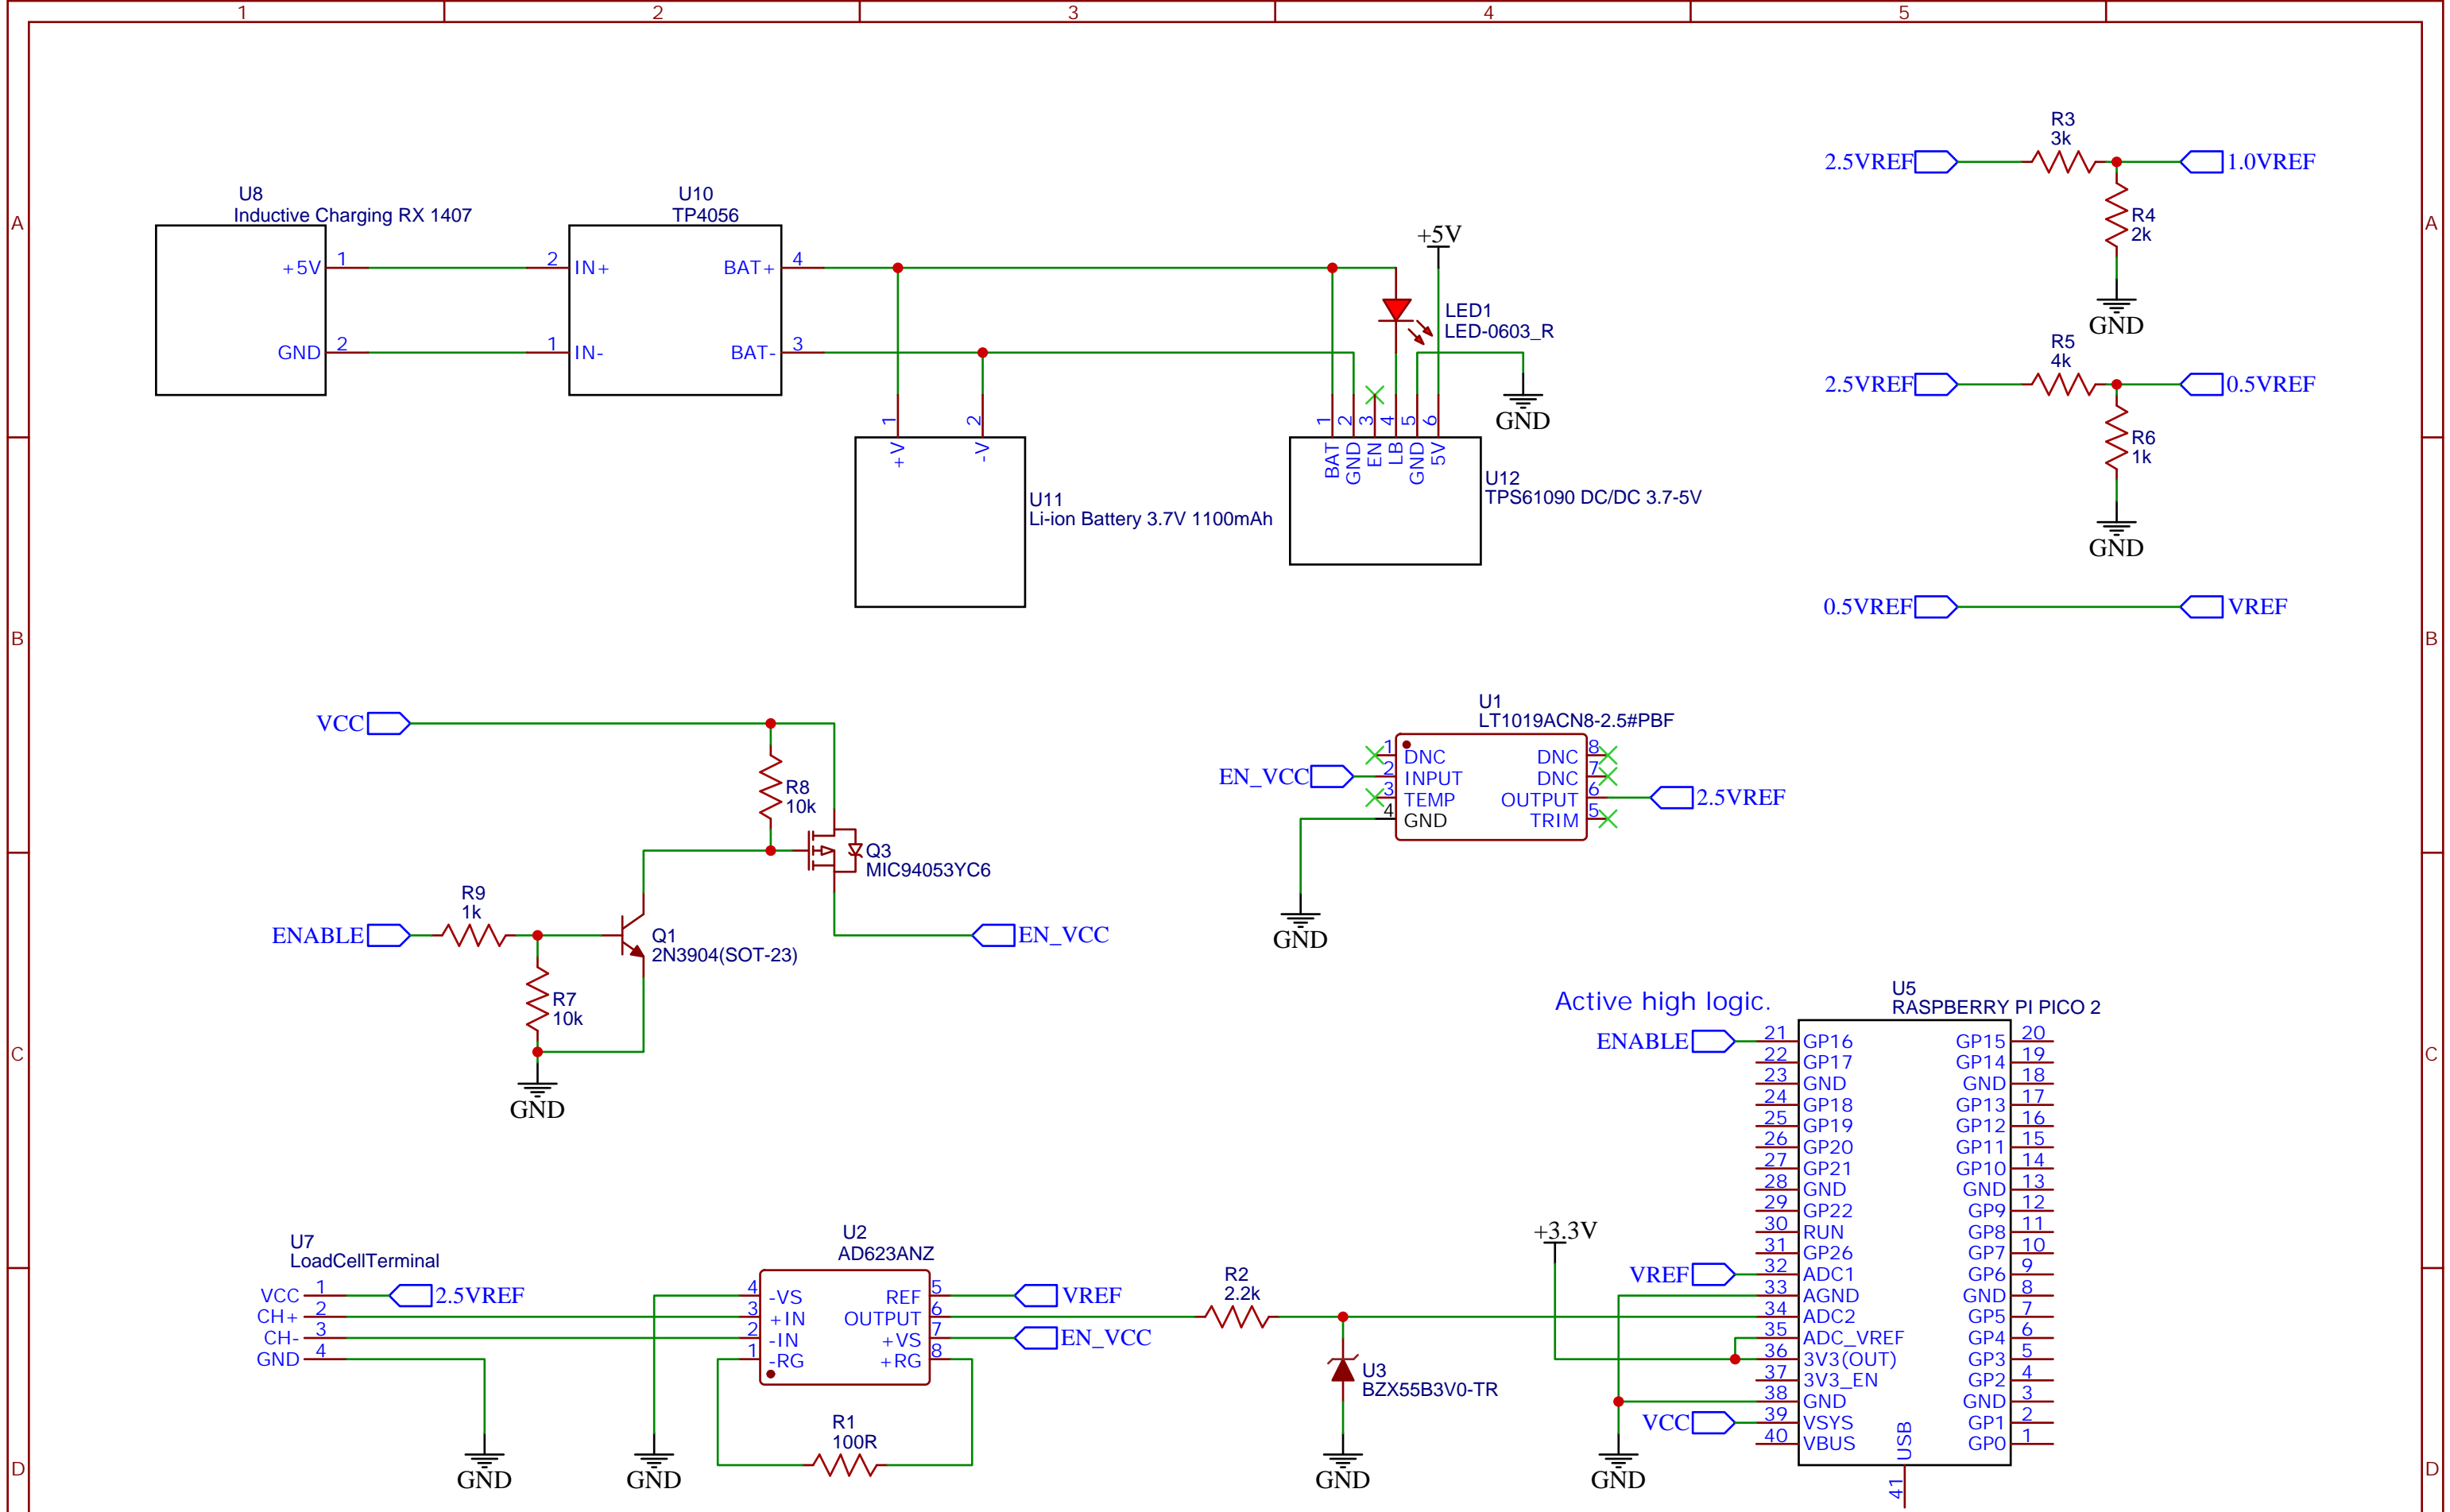 1 2 3 4 5
A A
B B
C C
D D
U8
Inductive Charging RX 1407
+5V 1
GND 2
U10
TP4056
2 IN+
1 IN-
BAT+ 4
BAT- 3
+5V
LED1
LED-0603_R
GND
1 2
+V -V
U11
Li-ion Battery 3.7V 1100mAh
1 2 3 4 5 6
BAT GND EN LB GND 5V
U12
TPS61090 DC/DC 3.7-5V
R3
3k
2.5VREF 1.0VREF
R4
2k
GND
R5
4k
2.5VREF 0.5VREF
R6
1k
GND
0.5VREF VREF
VCC
R8
10k
Q3
MIC94053YC6
R9
1k
ENABLE
Q1
2N3904(SOT-23)
EN_VCC
R7
10k
GND
U1
LT1019ACN8-2.5#PBF
1 DNC DNC 8
EN_VCC 2 INPUT DNC 7
3 TEMP OUTPUT 6 2.5VREF
4 GND TRIM 5
GND
U7
LoadCellTerminal
VCC 1 2.5VREF
CH+ 2
CH- 3
GND 4
GND
U2
AD623ANZ
4 -VS REF 5 VREF
3 +IN OUTPUT 6
2 -IN +VS 7 EN_VCC
1 -RG +RG 8
R1
100R
GND
R2
2.2k
U3
BZX55B3V0-TR
GND
+3.3V
Active high logic.
U5
RASPBERRY PI PICO 2
ENABLE 21 GP16 GP15 20
22 GP17 GP14 19
23 GND GND 18
24 GP18 GP13 17
25 GP19 GP12 16
26 GP20 GP11 15
27 GP21 GP10 14
28 GND GND 13
29 GP22 GP9 12
30 RUN GP8 11
31 GP26 GP7 10
VREF 32 ADC1 GP6 9
33 AGND GND 8
34 ADC2 GP5 7
35 ADC_VREF GP4 6
36 3V3(OUT) GP3 5
37 3V3_EN GP2 4
38 GND GND 3
VCC 39 VSYS GP1 2
40 VBUS GP0 1
USB
41
GND